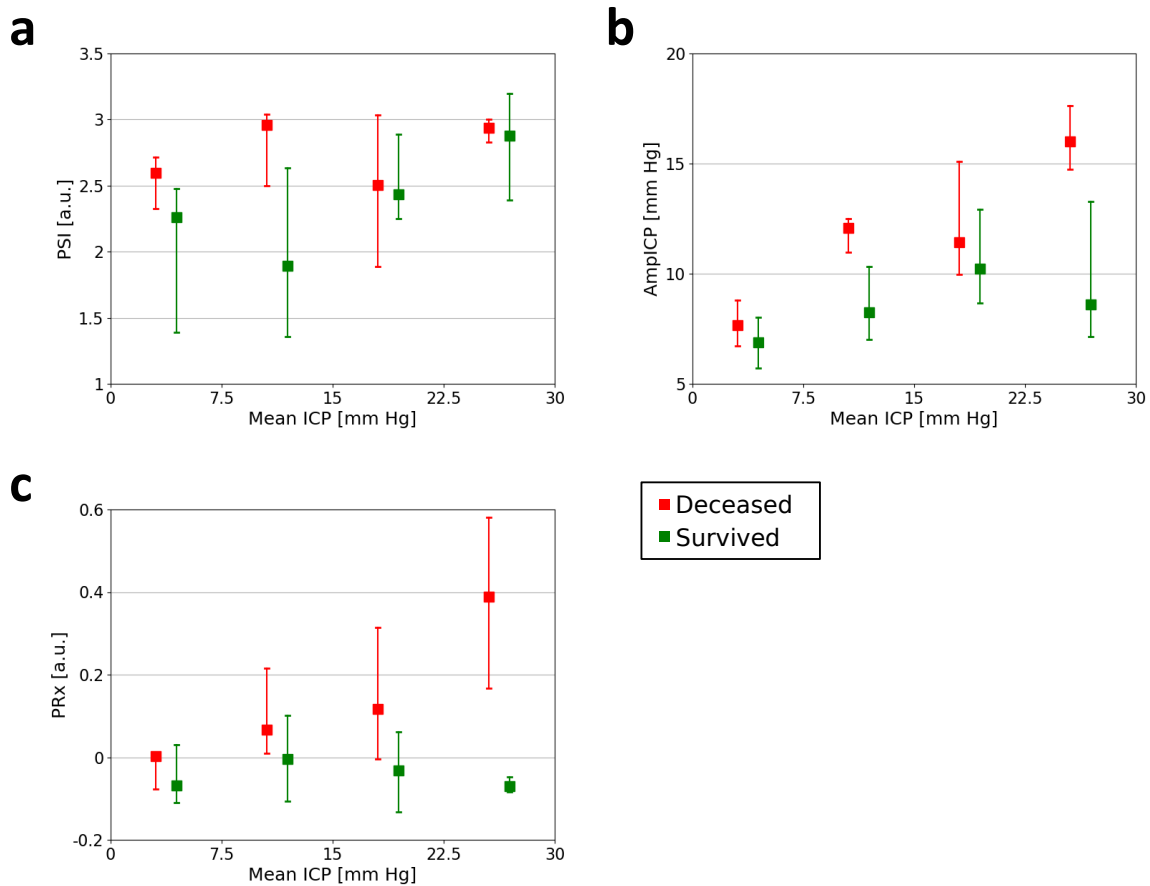 a
b
3.5
3
2.5
2
1.5
1
PSI [a.u.]
0 7.5 15 22.5 30
Mean ICP [mm Hg]
20
15
10
5
AmpICP [mm Hg]
0 7.5 15 22.5 30
Mean ICP [mm Hg]
c
0.6
0.4
0.2
0
-0.2
PRx [a.u.]
0 7.5 15 22.5 30
Mean ICP [mm Hg]
Deceased
Survived